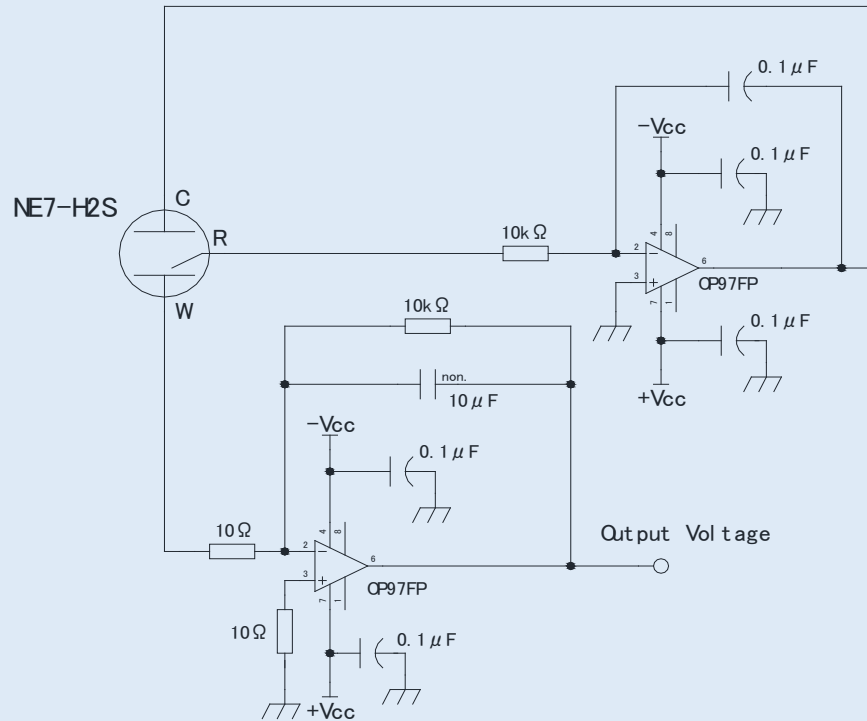 0.1μF
-Vcc
0.1μF
NE7-H2S
C
R
W
10kΩ
2
3
4
8
6
7
1
OP97FP
0.1μF
+Vcc
10kΩ
non.
10μF
-Vcc
0.1μF
10Ω
2
3
4
8
6
7
1
OP97FP
Output Voltage
10Ω
0.1μF
+Vcc